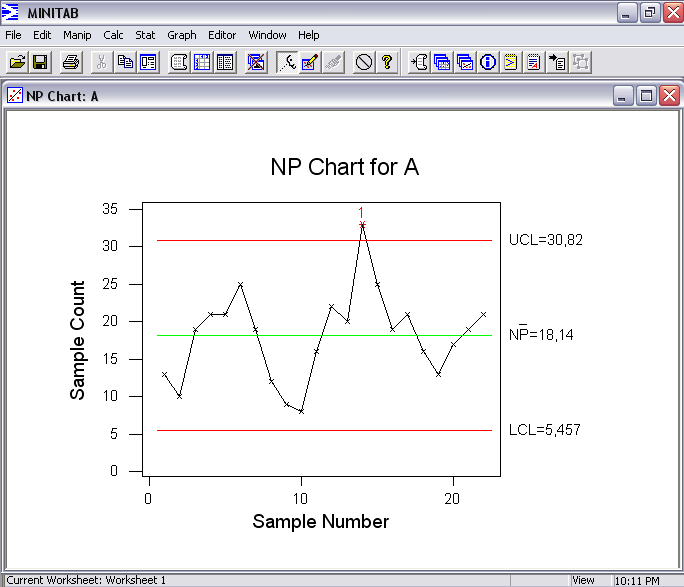 MINITAB
File Edit Manip Calc Stat Graph Editor Window Help
NP Chart: A
NP Chart for A
35
30
25
20
15
10
5
0
Sample Count
1
UCL=30,82
NP=18,14
LCL=5,457
0 10 20
Sample Number
Current Worksheet: Worksheet 1 View 10:11 PM